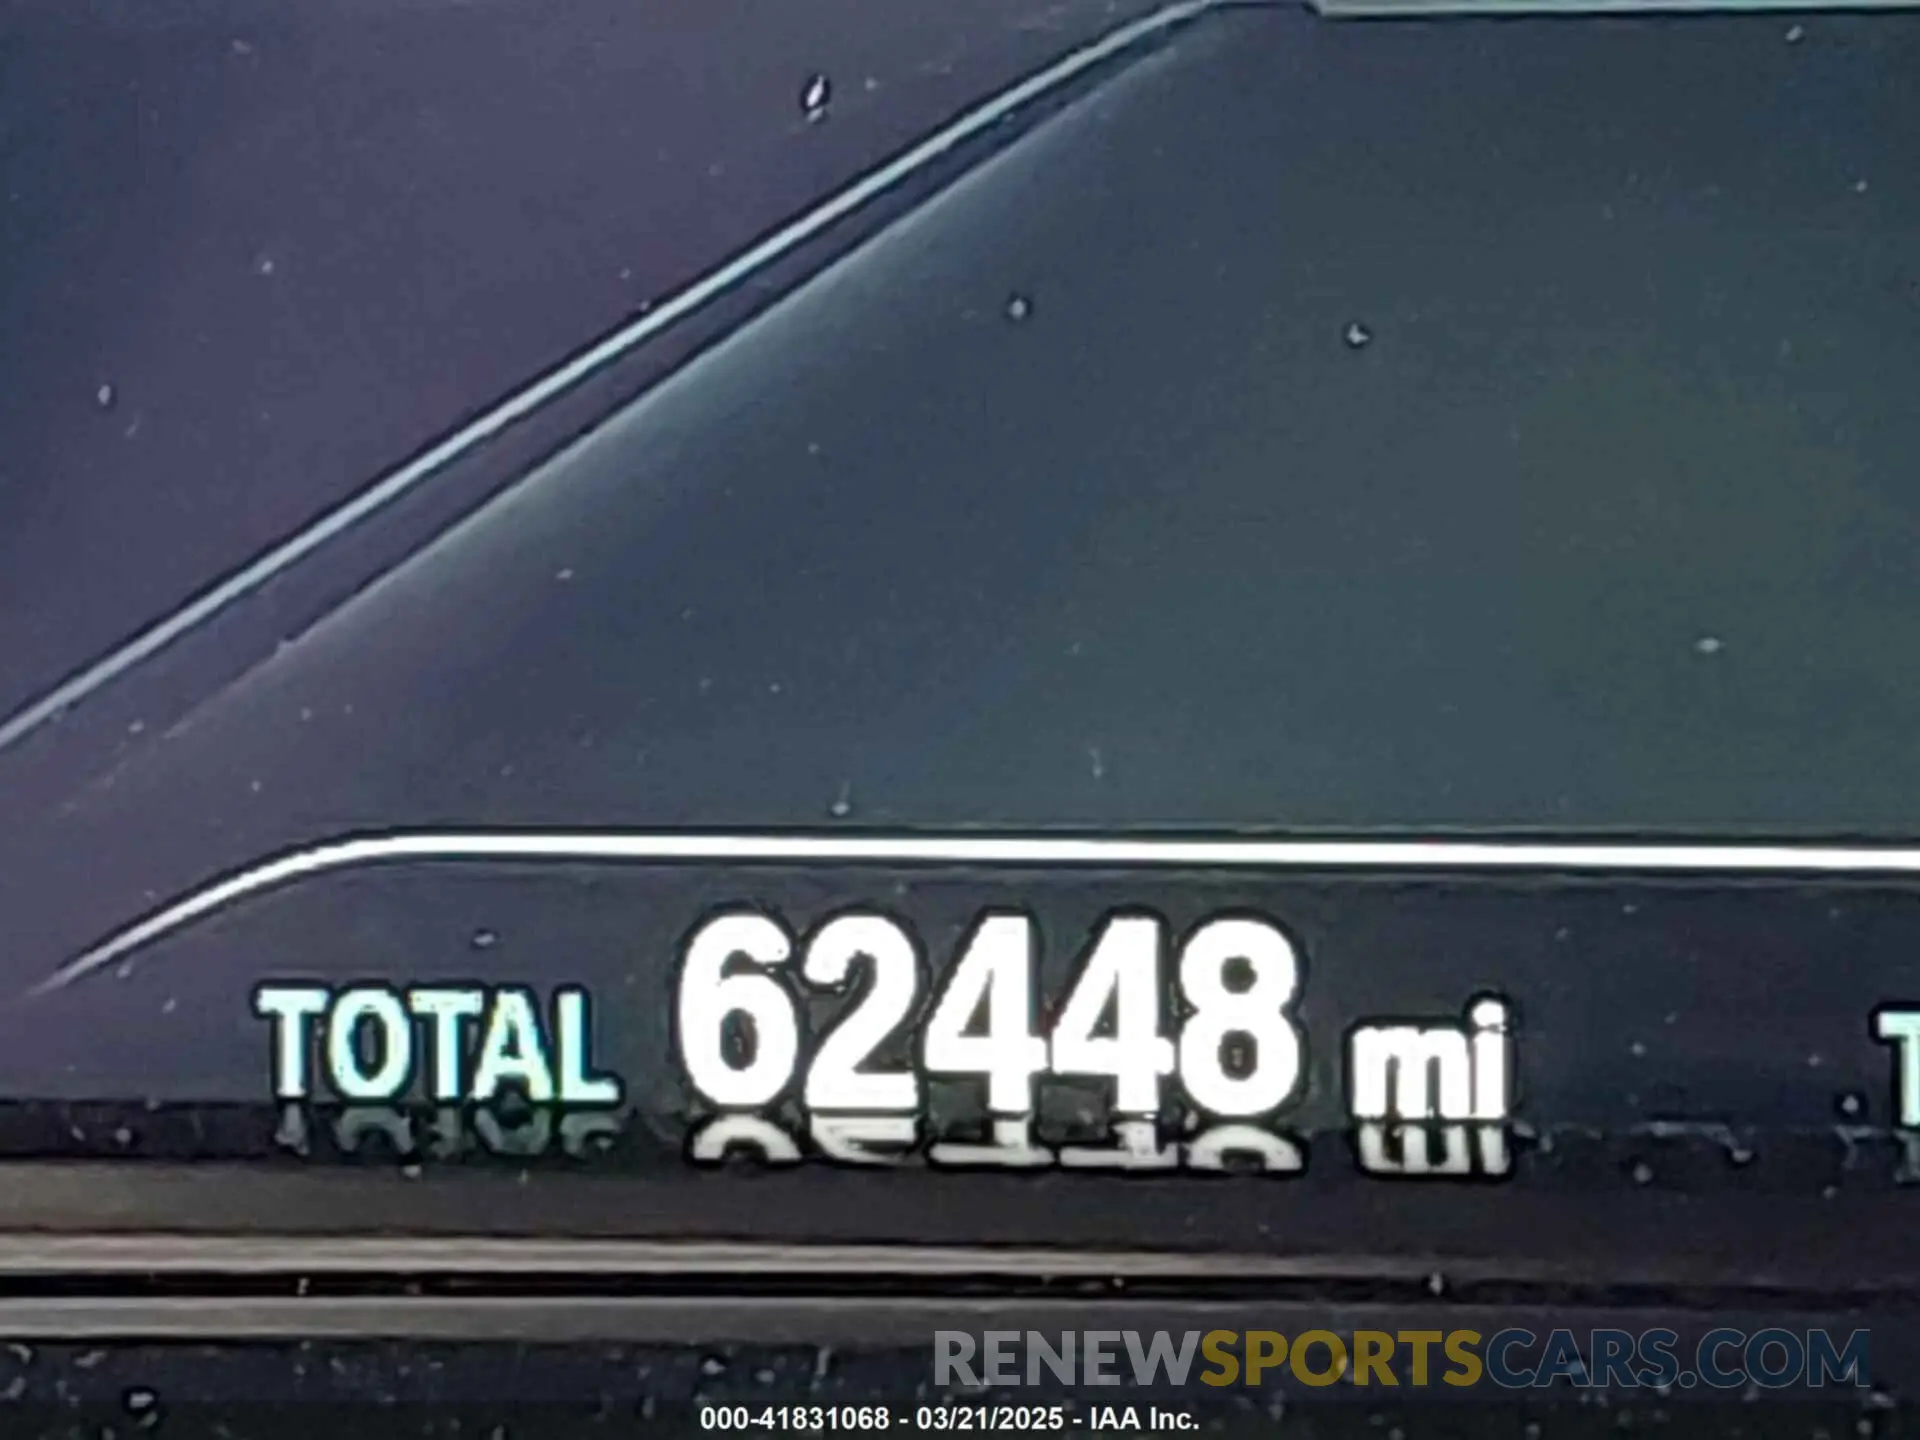 TOTAL 62448 mi T
RENEWSPORTSCARS.COM
000-41831068 - 03/21/2025 - IAA Inc.